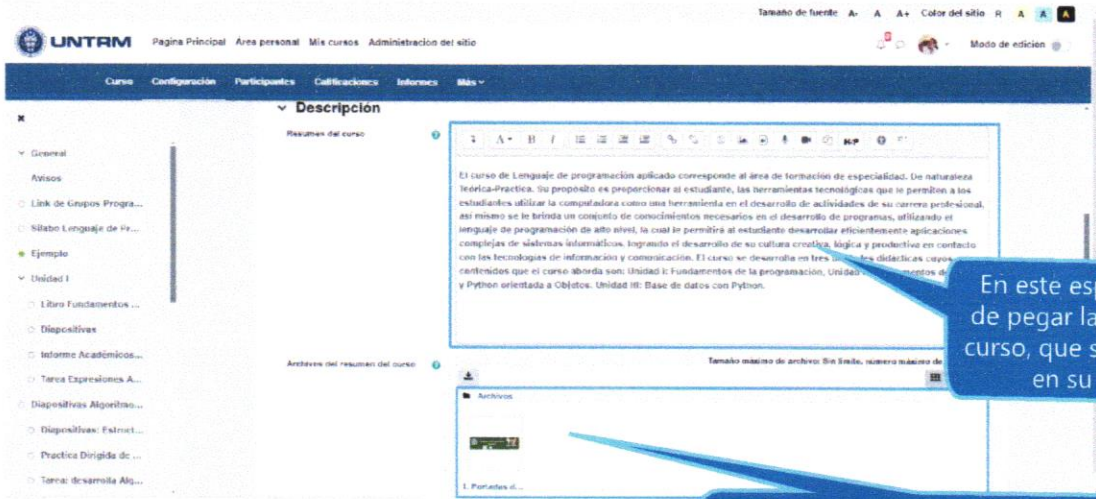 Tamaño de fuente A- A A+ Color del sitio R A A A
UNTRM Pagina Principal Area personal Mis cursos Administracion del sitio Modo de edicion
Curso Configuración Participantes Calificaciones Informes Más
Descripción
Resumen del curso
General
Avisos
Link de Grupos Progra...
Sílabo Lenguaje de Pr...
Ejemplo
Unidad I
Libro Fundamentos ...
Diapositivas
Informe Académicos...
Tarea Expresiones A...
Diapositivas Algoritmo...
Diapositivas: Estruct...
Practica Dirigida de ...
Tarea: desarrolla Alg...
A B I H-P
El curso de Lenguaje de programación aplicado corresponde al área de formación de especialidad. De naturaleza
Teórica-Practica. Su propósito es proporcionar al estudiante, las herramientas tecnológicas que le permiten a los
estudiantes utilizar la computadora como una herramienta en el desarrollo de actividades de su carrera profesional,
así mismo se le brinda un conjunto de conocimientos necesarios en el desarrollo de programas, utilizando el
lenguaje de programación de alto nivel, la cual le permitirá al estudiante desarrollar eficientemente aplicaciones
complejas de sistemas informáticos, logrando el desarrollo de su cultura creativa, lógica y productiva en contacto
con las tecnologías de información y comunicación. El curso se desarrolla en tres didácticas cuyos
contenidos que el curso aborda son: Unidad I: Fundamentos de la programación, Unidad
y Python orientada a Objetos. Unidad III: Base de datos con Python.
En este es
de pegar la
curso, que s
en su
Archivos del resumen del curso
Tamaño máximo de archivo: Sin límite, número máximo de
Archivos
1. Portadas d...